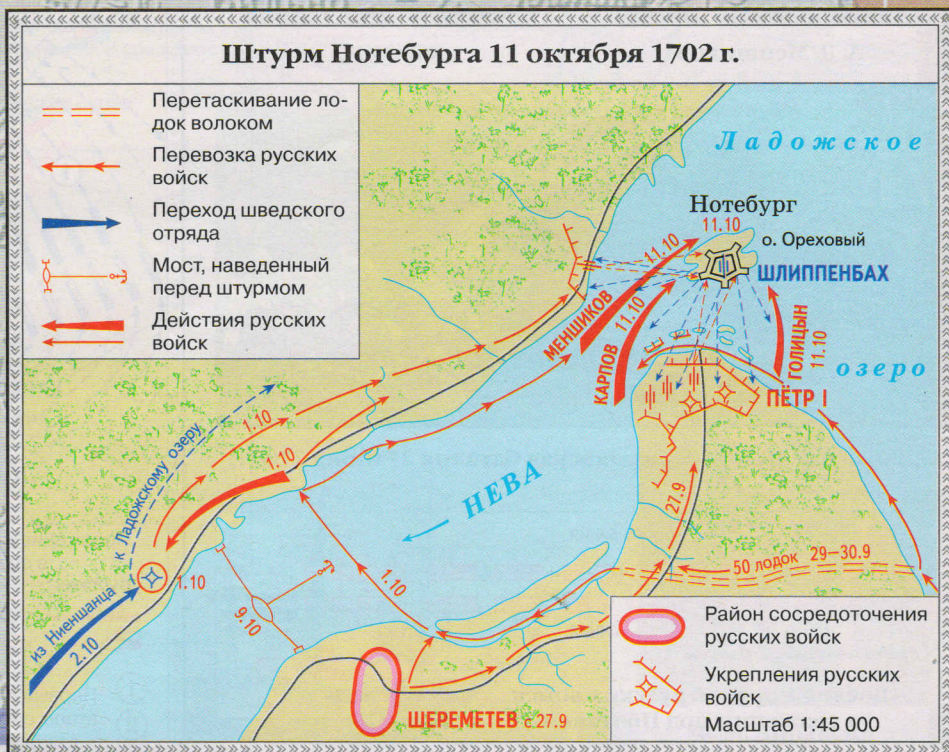 Штурм Нотебурга 11 октября 1702 г.
Перетаскивание ло-
док волоком
Перевозка русских
войск
Переход шведского
отряда
Мост, наведенный
перед штурмом
Действия русских
войск
Ладожское
озеро
Нотебург
11.10
о. Ореховый
ШЛИППЕНБАХ
11.10
МЕНШИКОВ
11.10
КАРПОВ
ГОЛИЦЫН
11.10
ПЁТР I
НЕВА
27.9
1.10
1.10
к Ладожскому озеру
1.10
из Ниеншанца
2.10
9.10
1.10
50 лодок 29–30.9
ШЕРЕМЕТЕВ с 27.9
Район сосредоточения
русских войск
Укрепления русских
войск
Масштаб 1:45 000